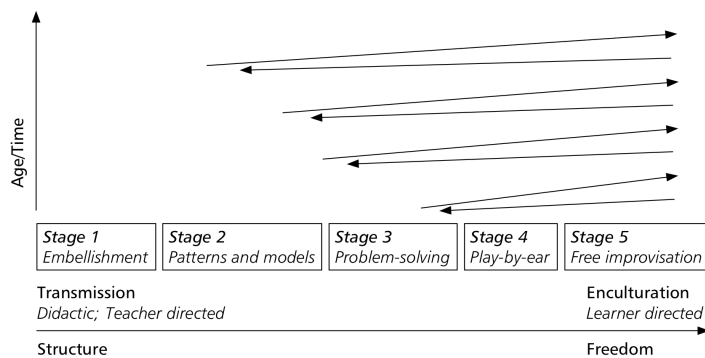 Age/Time
Stage 1
Embellishment
Stage 2
Patterns and models
Stage 3
Problem-solving
Stage 4
Play-by-ear
Stage 5
Free improvisation
Transmission
Didactic; Teacher directed
Enculturation
Learner directed
Structure
Freedom